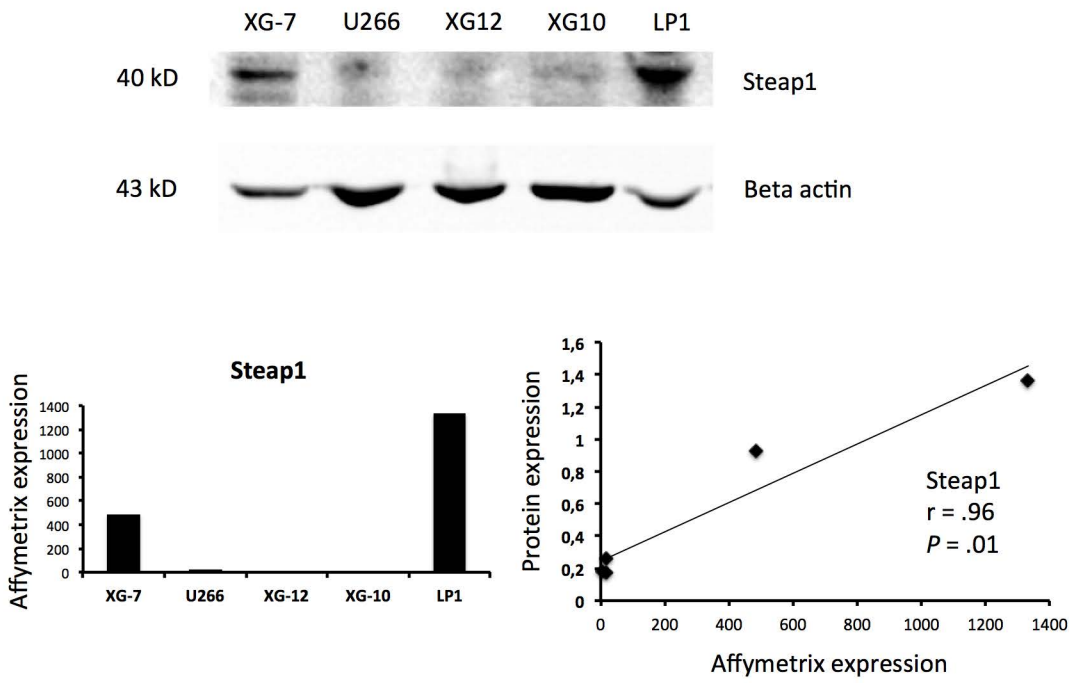 XG-7 U266 XG12 XG10 LP1
40 kD Steap1
43 kD Beta actin
Steap1
Affymetrix expression
1400
1200
1000
800
600
400
200
0
XG-7 U266 XG-12 XG-10 LP1
Protein expression
1,6
1,4
1,2
1
0,8
0,6
0,4
0,2
0
Steap1
r = .96
P = .01
0 200 400 600 800 1000 1200 1400
Affymetrix expression